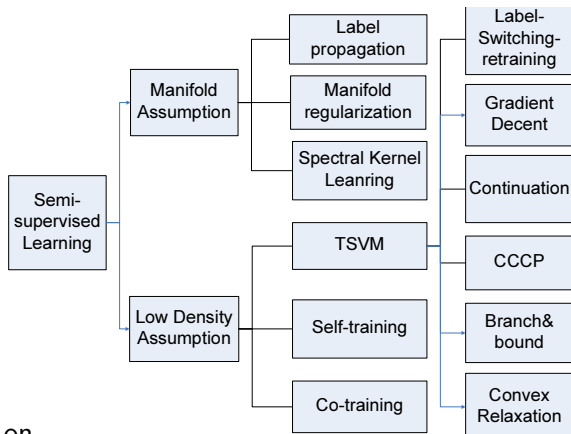 Label
propagation
Label-
Switching-
retraining
Manifold
Assumption
Manifold
regularization
Gradient
Decent
Spectral Kernel
Leanring
Continuation
Semi-
supervised
Learning
TSVM
CCCP
Low Density
Assumption
Self-training
Branch&
bound
Co-training
Convex
Relaxation
on